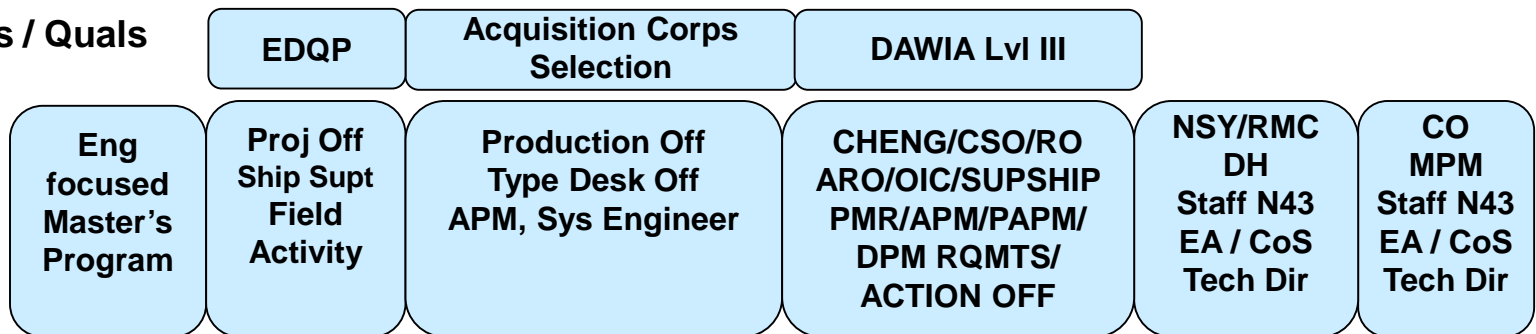 s / Quals
EDQP
Acquisition Corps
Selection
DAWIA Lvl III
Eng
focused
Master's
Program
Proj Off
Ship Supt
Field
Activity
Production Off
Type Desk Off
APM, Sys Engineer
CHENG/CSO/RO
ARO/OIC/SUPSHIP
PMR/APM/PAPM/
DPM RQMTS/
ACTION OFF
NSY/RMC
DH
Staff N43
EA / CoS
Tech Dir
CO
MPM
Staff N43
EA / CoS
Tech Dir